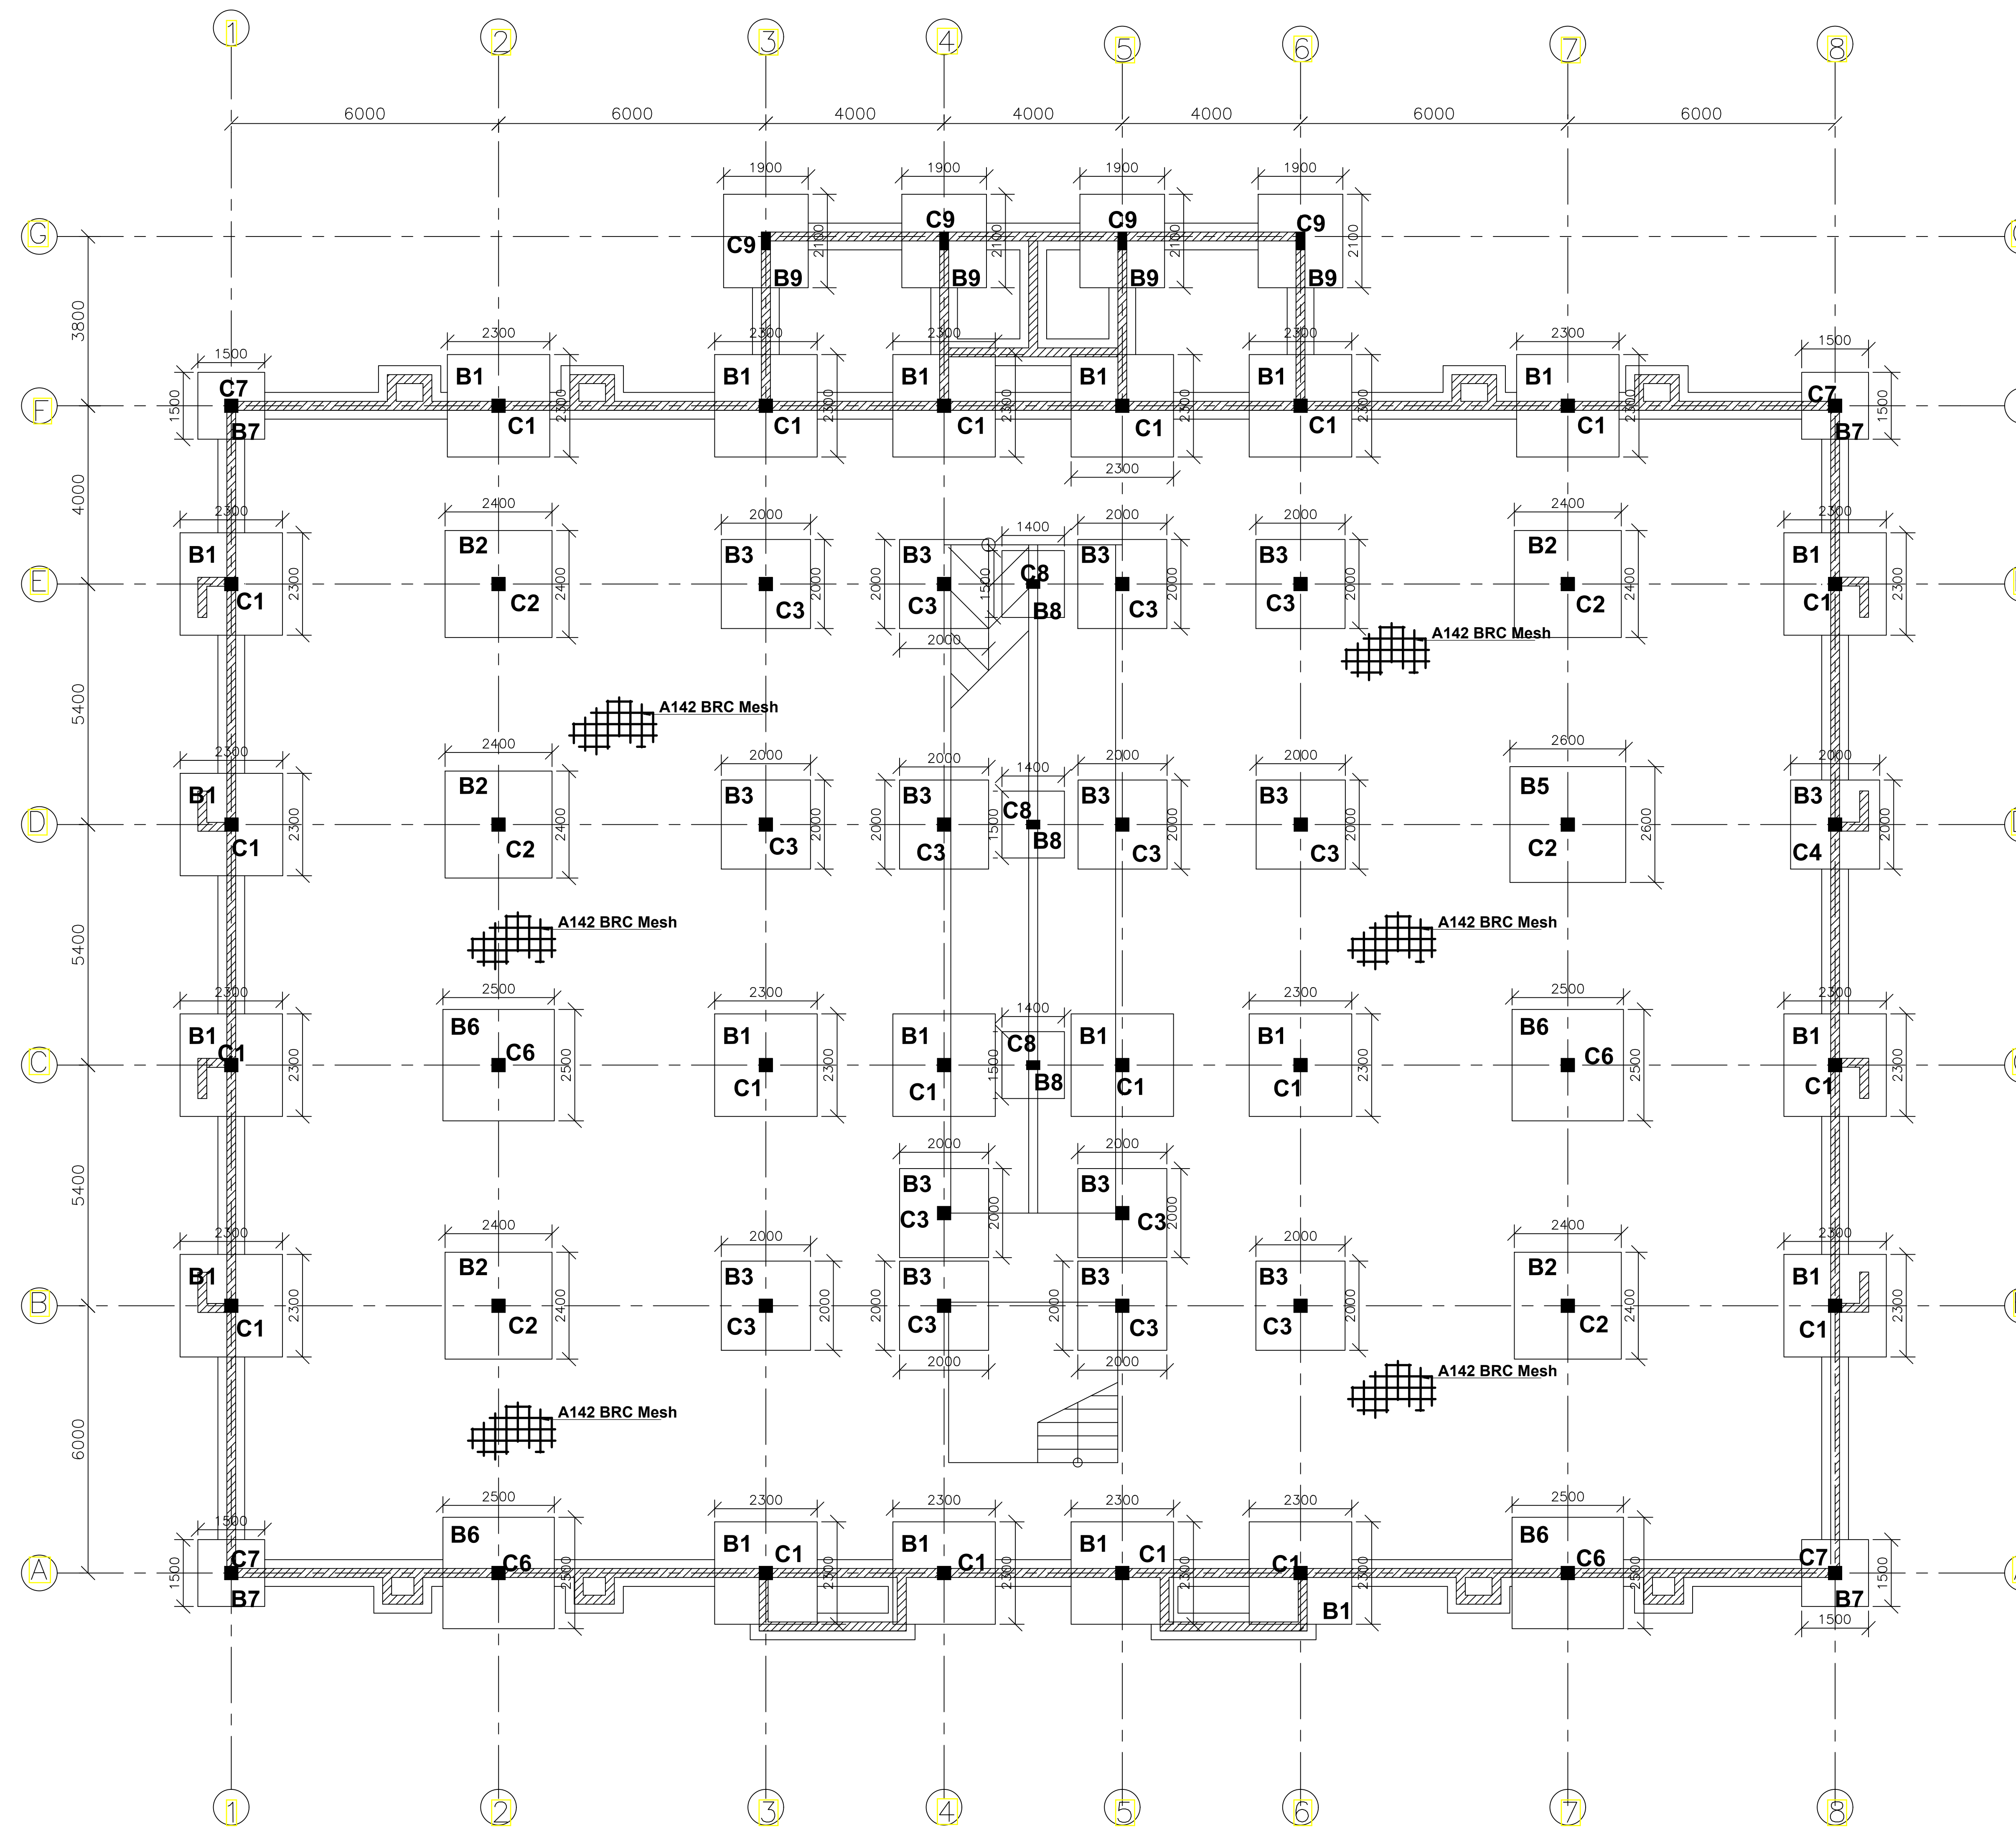 1 2 3 4 5 6 7 8
6000 6000 4000 4000 4000 6000 6000
1900 1900 1900 1900
G C9 C9 C9 C9
2100 2100 2100 2100
B9 B9 B9 B9
3800
1500 2300 2300 2300 2300 2300 1500
C7 B1 B1 B1 B1 B1 B1 C7
F 1500 2300 2300 2300 2300 2300 2300 1500
B7 C1 C1 C1 C1 C1 C1 B7
2300
4000
2300 2400 2000 1400 2000 2000 2400 2300
B1 B2 B3 B3 B3 B3 B2 B1
E 2300 2400 2000 2000 1500 C8 2000 2000 2400 2300
C1 C2 C3 C3 B8 C3 C3 C2 C1
2000
A142 BRC Mesh
5400
A142 BRC Mesh
2300 2400 2000 2000 1400 2000 2000 2600 2000
B1 B2 B3 B3 C8 B3 B3 B5 B3
D 2300 2400 2000 2000 1500 2000 2000 2600 2000
C1 C2 C3 C3 B8 C3 C3 C2 C4
A142 BRC Mesh A142 BRC Mesh
5400
2300 2500 2300 1400 2300 2500 2300
B1 B6 B1 B1 C8 B1 B1 B6 B1
C C1 2300 C6 2500 2300 1500 2300 C6 2500 2300
C1 C1 B8 C1 C1 C1
2000 2000
B3 B3
5400
C3 2000 C3 2000
2300 2400 2000 2000 2400 2300
B1 B2 B3 B3 B3 B3 B2 B1
B 2300 2400 2000 2000 2000 2000 2400 2300
C1 C2 C3 C3 C3 C3 C2 C1
2000 2000
A142 BRC Mesh
A142 BRC Mesh
6000
1500 2500 2300 2300 2300 2300 2500
B6 B1 B1 B1 B6
C7 C6 C1 C1 C1 C1 C6 C7
A 1500 2500 2300 2300 2300 2300 2500 1500
B7 B1 B7
1500
1 2 3 4 5 6 7 8